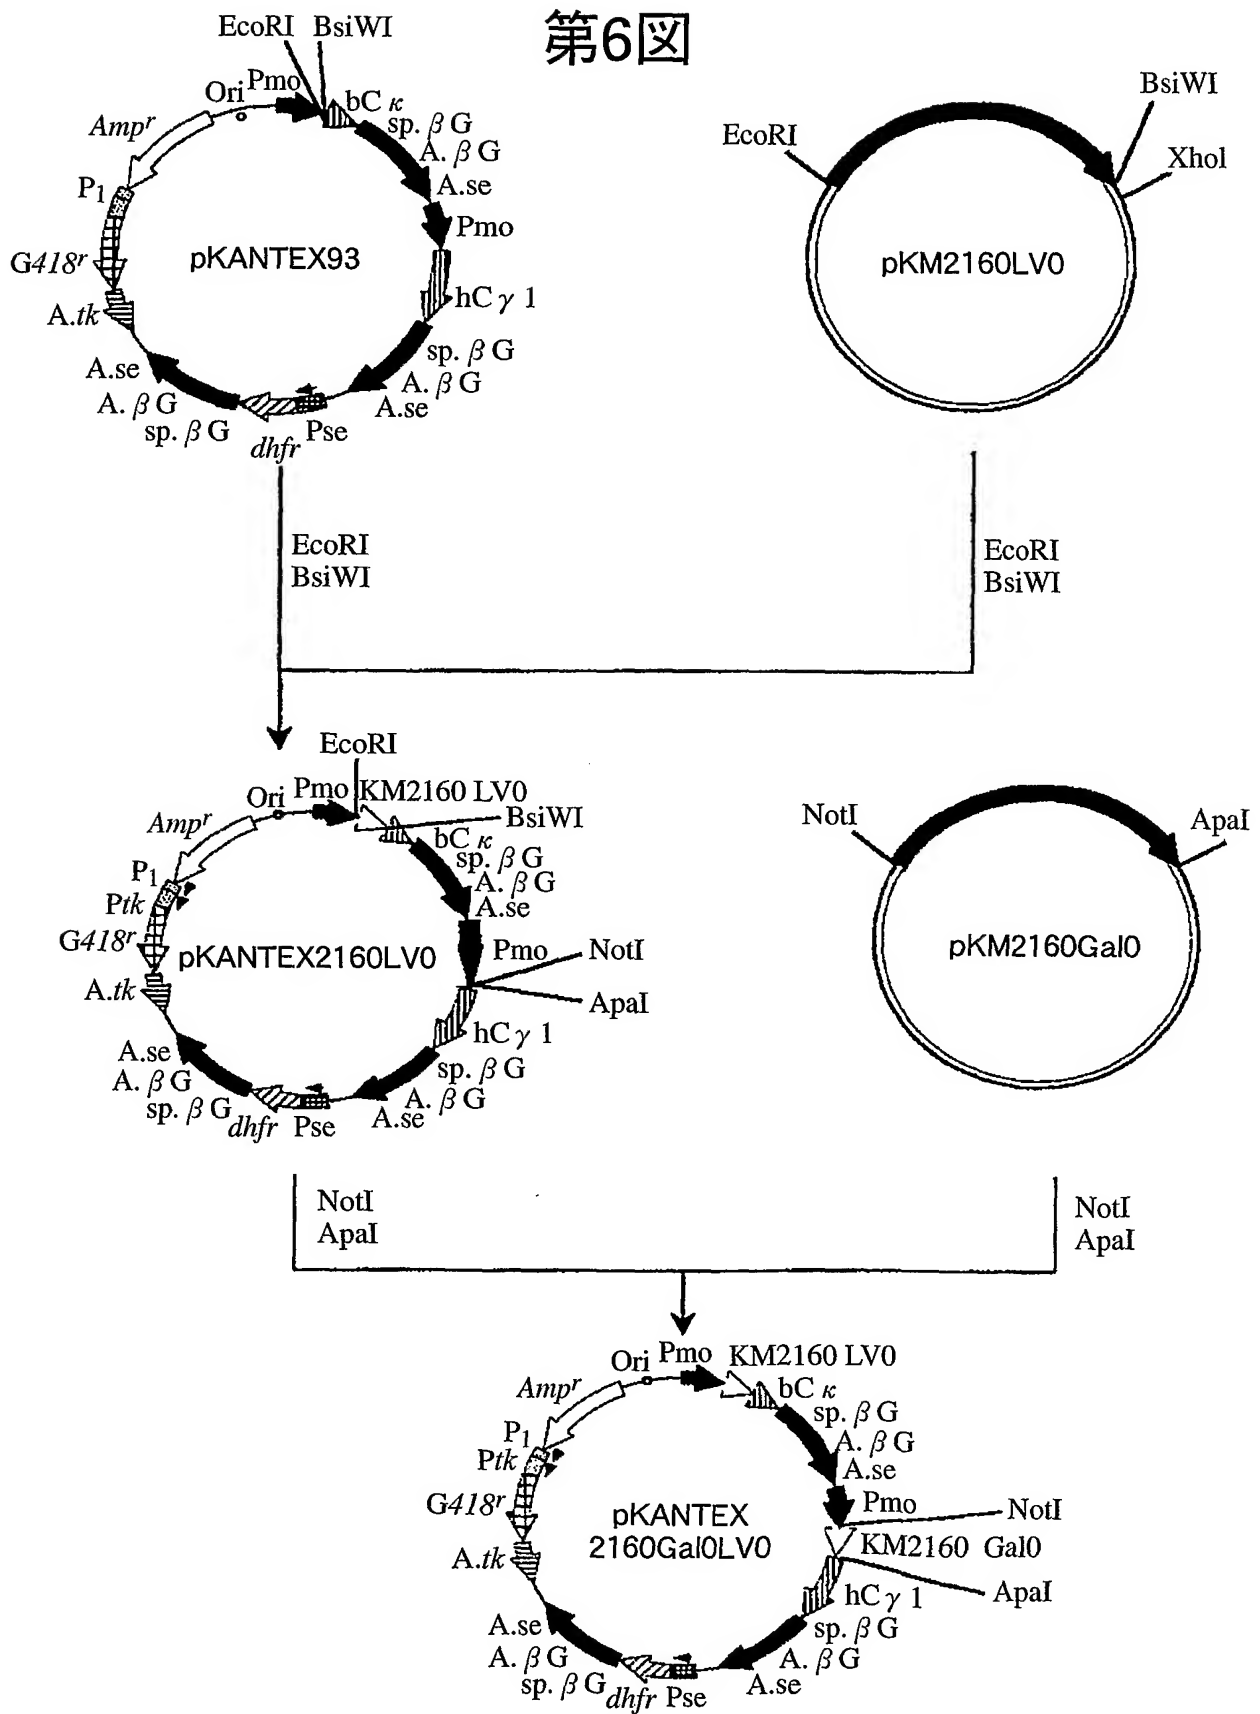 第6図
EcoRI BsiWI
Ori Pmo
bC κ
sp. β G
A. β G
A.se
Pmo
hC γ 1
sp. β G
A. β G
A.se
Pse
dhfr
sp. β G
A. β G
A.se
A.tk
G418r
P1
Ampr
pKANTEX93
EcoRI
BsiWI
XhoI
pKM2160LV0
EcoRI
BsiWI
EcoRI
BsiWI
EcoRI
Ori Pmo KM2160 LV0
BsiWI
bC κ
sp. β G
A. β G
A.se
Pmo
NotI
ApaI
hC γ 1
sp. β G
A. β G
A.se
Pse
dhfr
sp. β G
A. β G
A.se
A.tk
G418r
Ptk
P1
Ampr
pKANTEX2160LV0
NotI
ApaI
pKM2160Gal0
NotI
ApaI
NotI
ApaI
Ori Pmo KM2160 LV0
bC κ
sp. β G
A. β G
A.se
Pmo
NotI
KM2160 Gal0
ApaI
hC γ 1
sp. β G
A. β G
A.se
Pse
dhfr
sp. β G
A. β G
A.se
A.tk
G418r
Ptk
P1
Ampr
pKANTEX
2160Gal0LV0